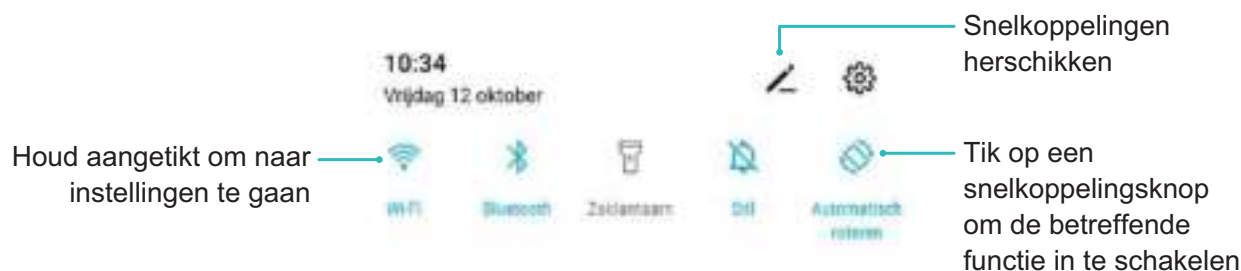 Snelkoppelingen
herschikken
10:34
Vrijdag 12 oktober
Houd aangetikt om naar
instellingen te gaan
Wi-Fi
Bluetooth
Zaklantaarn
Stil
Automatisch
roteren
Tik op een
snelkoppelingsknop
om de betreffende
functie in te schakelen